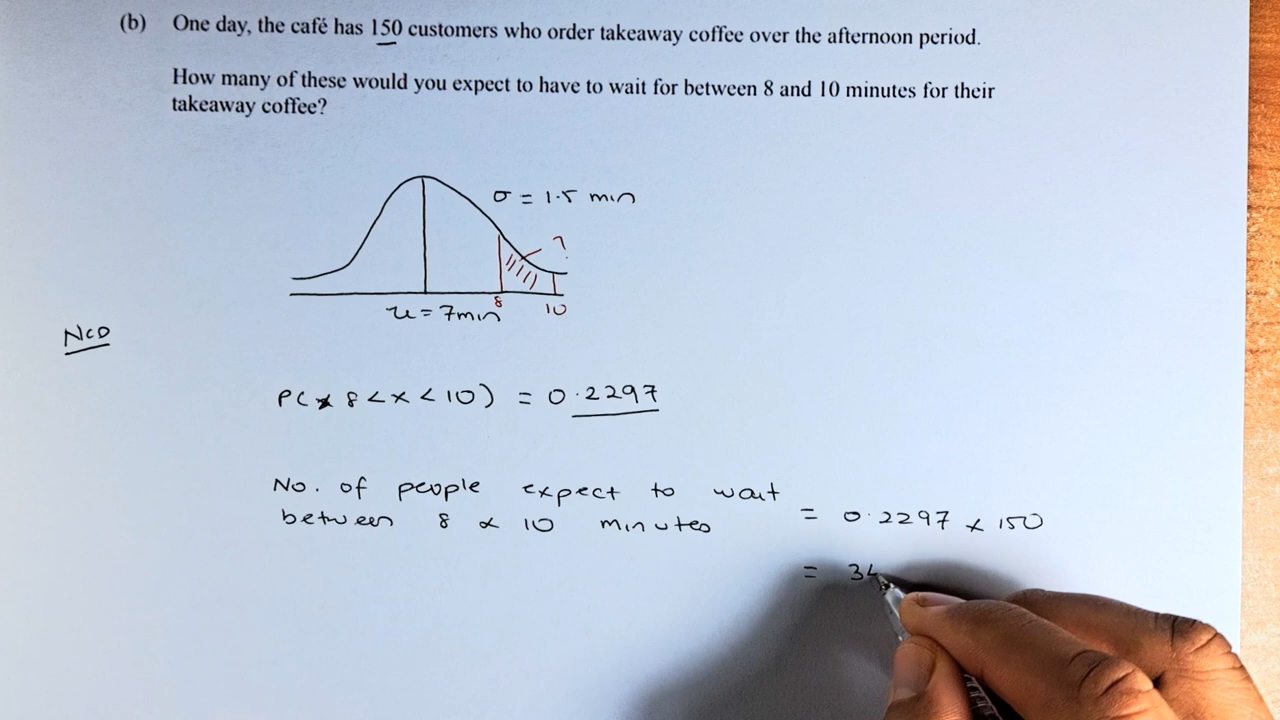 (b) One day, the café has 150 customers who order takeaway coffee over the afternoon period.
How many of these would you expect to have to wait for between 8 and 10 minutes for their
takeaway coffee?
σ = 1.5 min
?
8
10
μ = 7min
NCD
P( 8 < x < 10) = 0.2297
No. of people expect to wait
between 8 & 10 minutes
= 0.2297 × 150
= 34